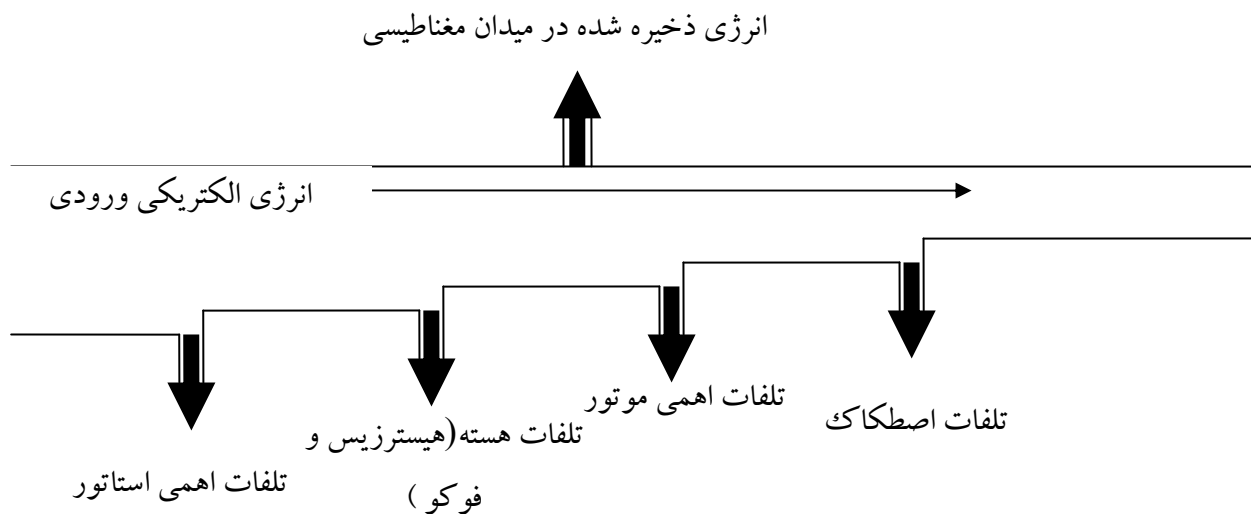 انرژی ذخیره شده در میدان مغناطیسی
انرژی الکتریکی ورودی
تلفات اصطکاك
تلفات اهمی موتور
تلفات هسته(هیسترزیس و
فوکو )
تلفات اهمی استاتور